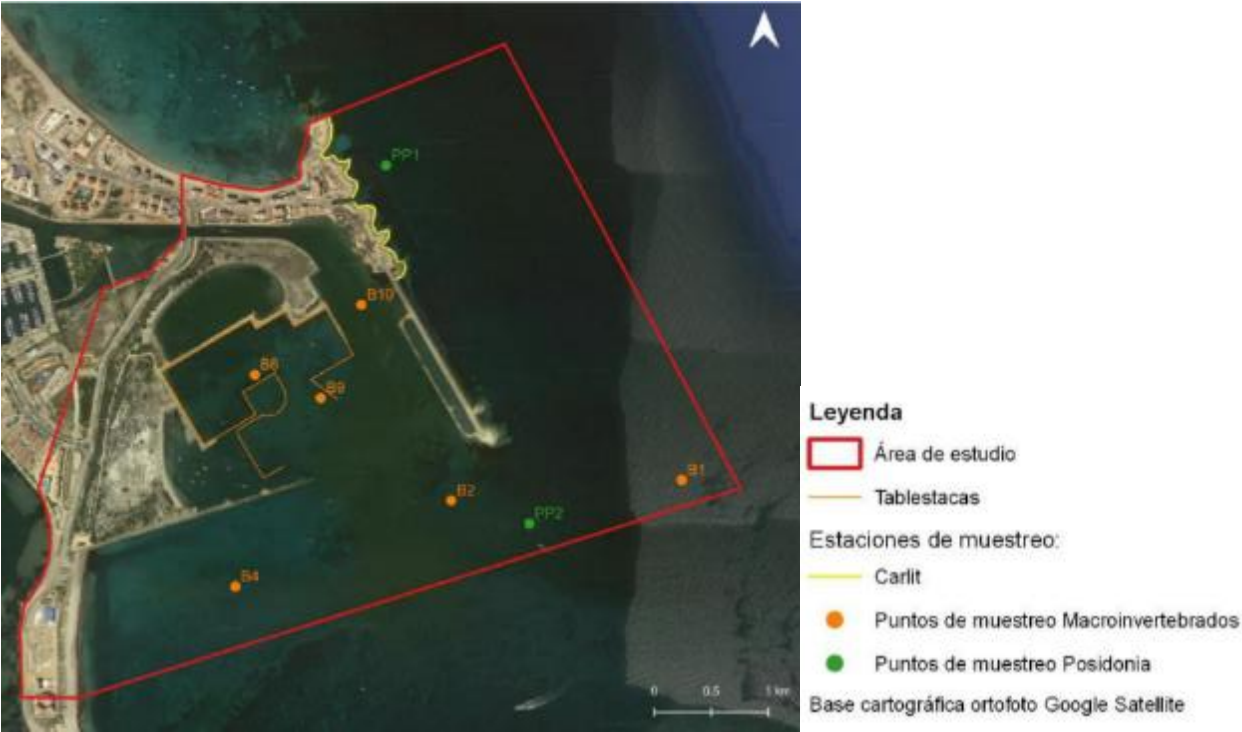 PP1
B10
B8
B9
B1
B2
PP2
B4
0 0.5 1 km
Leyenda
Área de estudio
Tablestacas
Estaciones de muestreo:
Carlit
Puntos de muestreo Macroinvertebrados
Puntos de muestreo Posidonia
Base cartográfica ortofoto Google Satellite